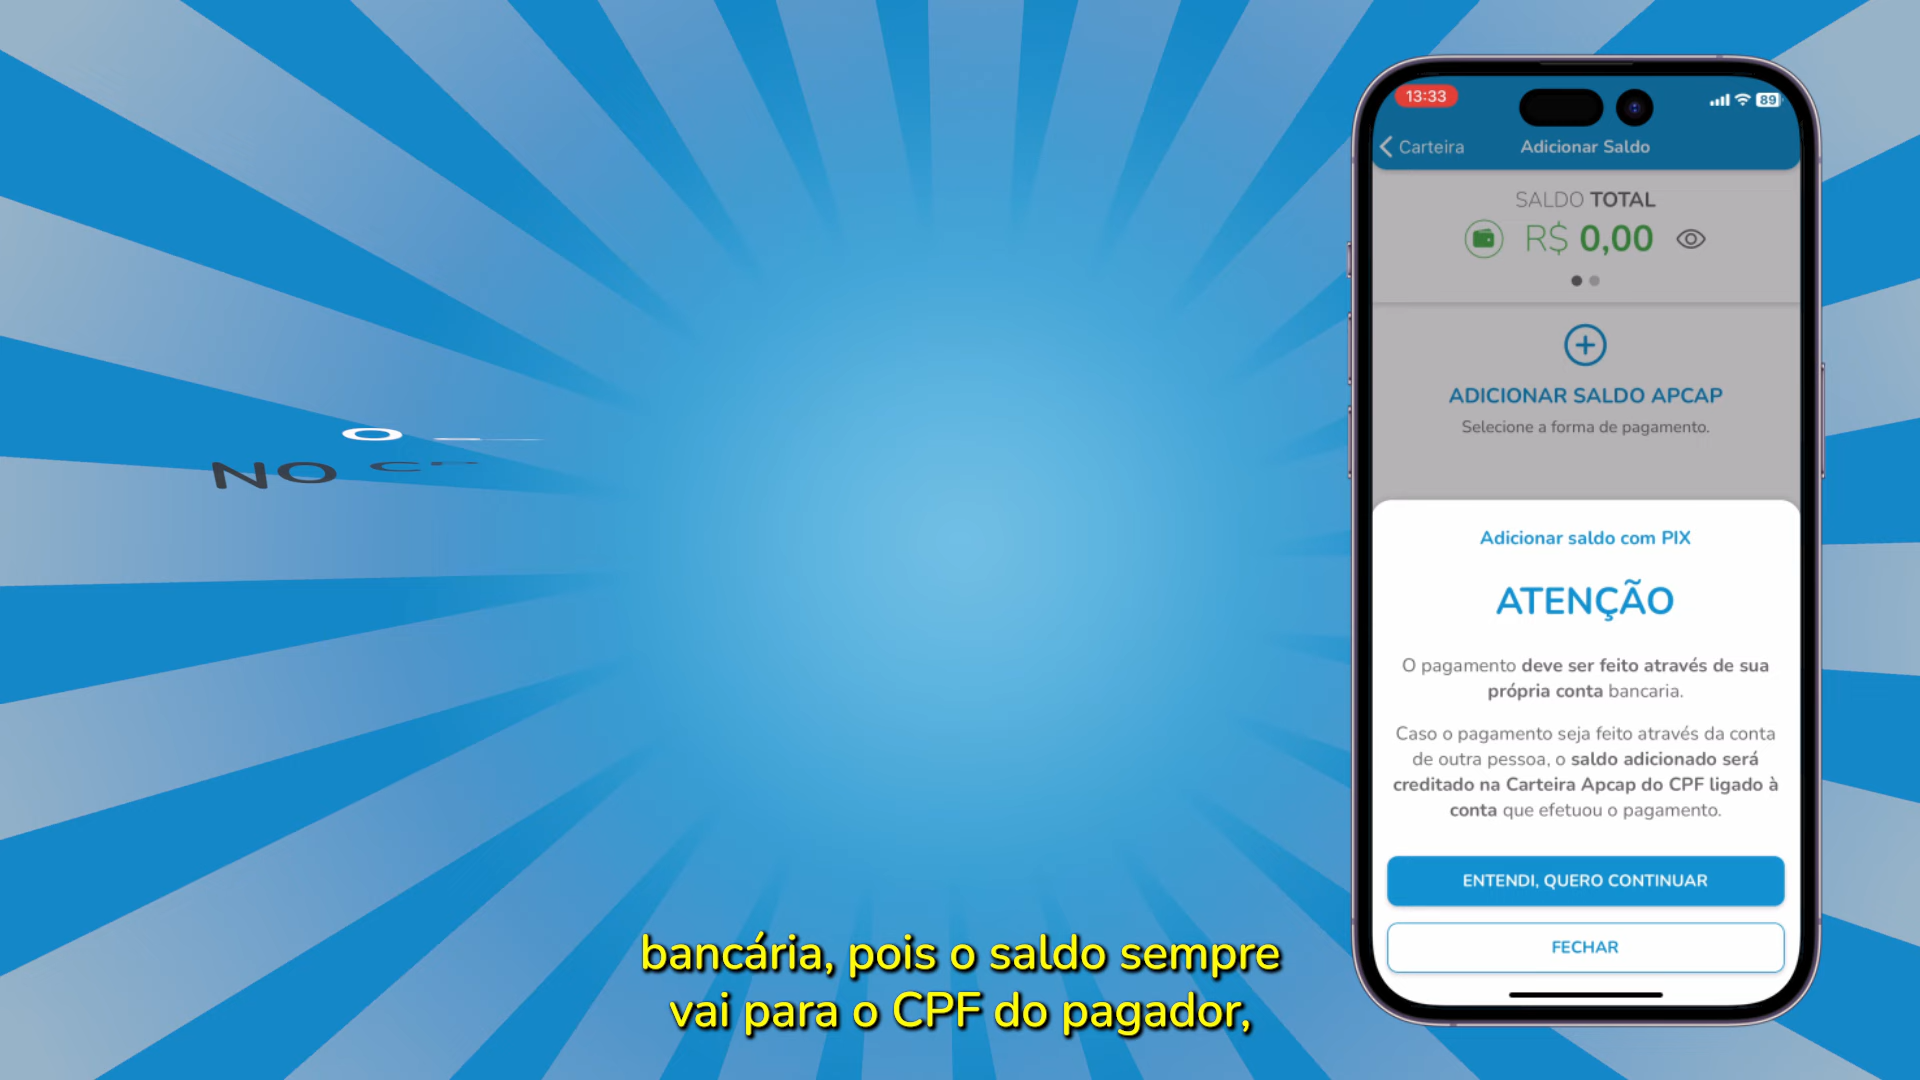 13:33
89
Carteira
Adicionar Saldo
SALDO TOTAL
R$ 0,00
ADICIONAR SALDO APCAP
Selecione a forma de pagamento.
Adicionar saldo com PIX
ATENÇÃO
O pagamento deve ser feito através de sua
própria conta bancaria.
Caso o pagamento seja feito através da conta
de outra pessoa, o saldo adicionado será
creditado na Carteira Apcap do CPF ligado à
conta que efetuou o pagamento.
ENTENDI, QUERO CONTINUAR
FECHAR
O
NO
bancária, pois o saldo sempre
vai para o CPF do pagador,